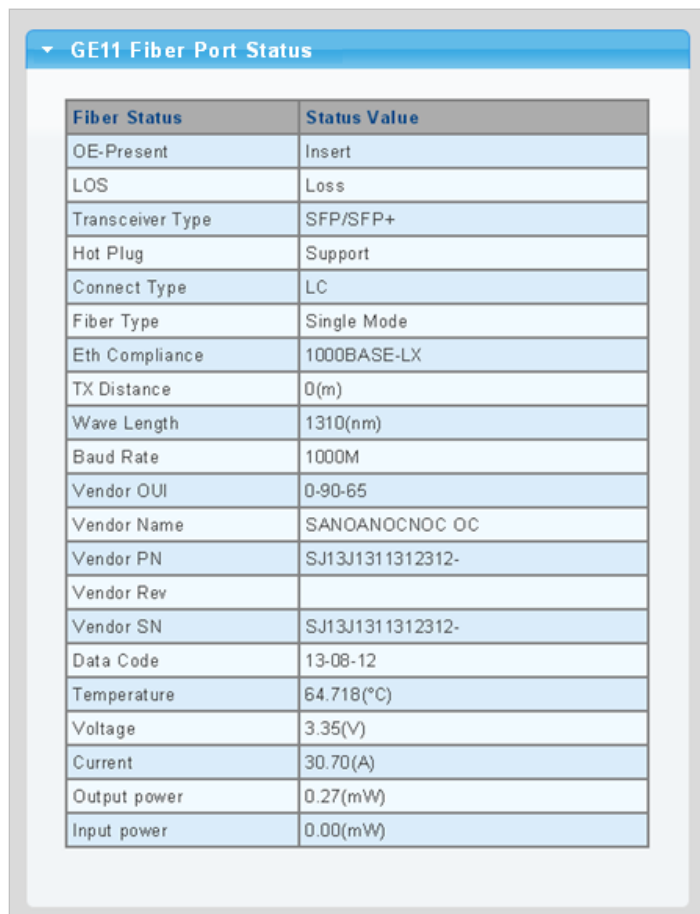 GE11 Fiber Port Status
Fiber Status Status Value
OE-Present Insert
LOS Loss
Transceiver Type SFP/SFP+
Hot Plug Support
Connect Type LC
Fiber Type Single Mode
Eth Compliance 1000BASE-LX
TX Distance 0(m)
Wave Length 1310(nm)
Baud Rate 1000M
Vendor OUI 0-90-65
Vendor Name SANOANOCNOC OC
Vendor PN SJ13J1311312312-
Vendor Rev
Vendor SN SJ13J1311312312-
Data Code 13-08-12
Temperature 64.718(°C)
Voltage 3.35(V)
Current 30.70(A)
Output power 0.27(mW)
Input power 0.00(mW)